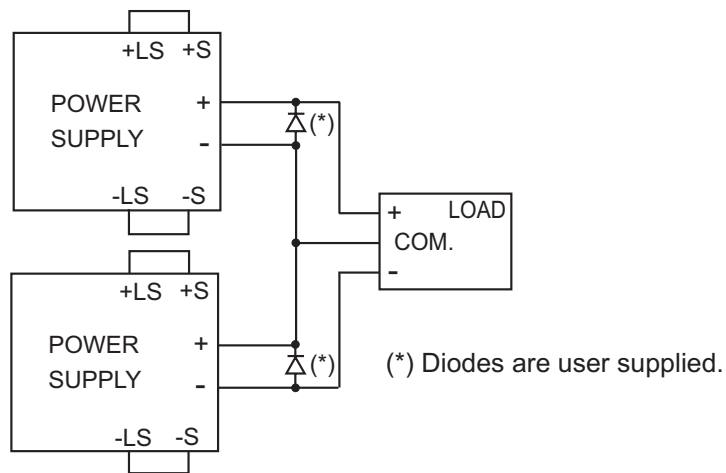 +LS +S
POWER
SUPPLY
+
-
(*)
-LS -S
+ LOAD
COM.
-
+LS +S
POWER
SUPPLY
+
-
(*)
(*) Diodes are user supplied.
-LS -S